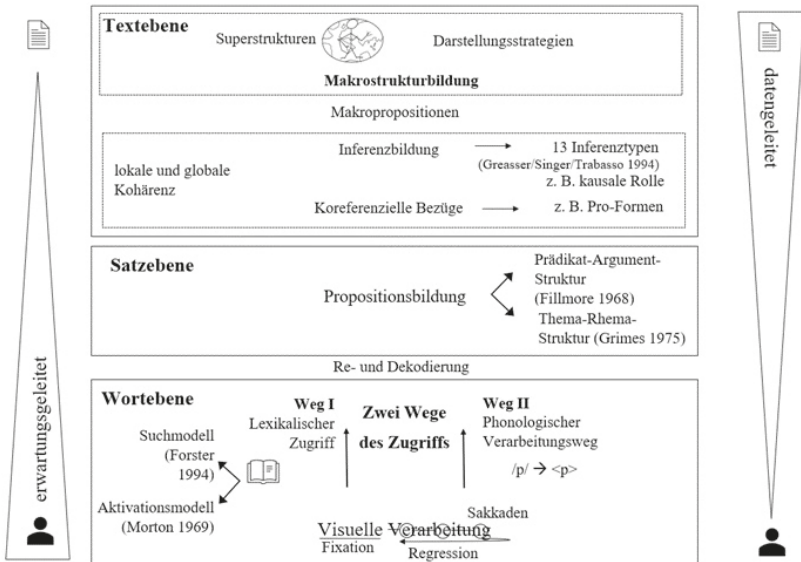 Textebene
Superstrukturen
Darstellungsstrategien
Makrostrukturbildung
Makropropositionen
lokale und globale
Kohärenz
Inferenzbildung
13 Inferenztypen
(Greasser/Singer/Trabasso 1994)
z. B. kausale Rolle
Koreferenzielle Bezüge
z. B. Pro-Formen
Satzebene
Propositionsbildung
Prädikat-Argument-
Struktur
(Fillmore 1968)
Thema-Rhema-
Struktur (Grimes 1975)
Re- und Dekodierung
Wortebene
Suchmodell
(Forster
1994)
Aktivationsmodell
(Morton 1969)
Weg I
Lexikalischer
Zugriff
Zwei Wege
des Zugriffs
Weg II
Phonologischer
Verarbeitungsweg
/p/ → <p>
Sakkaden
Visuelle Verarbeitung
Fixation
Regression
erwartungsgeleitet
datengeleitet